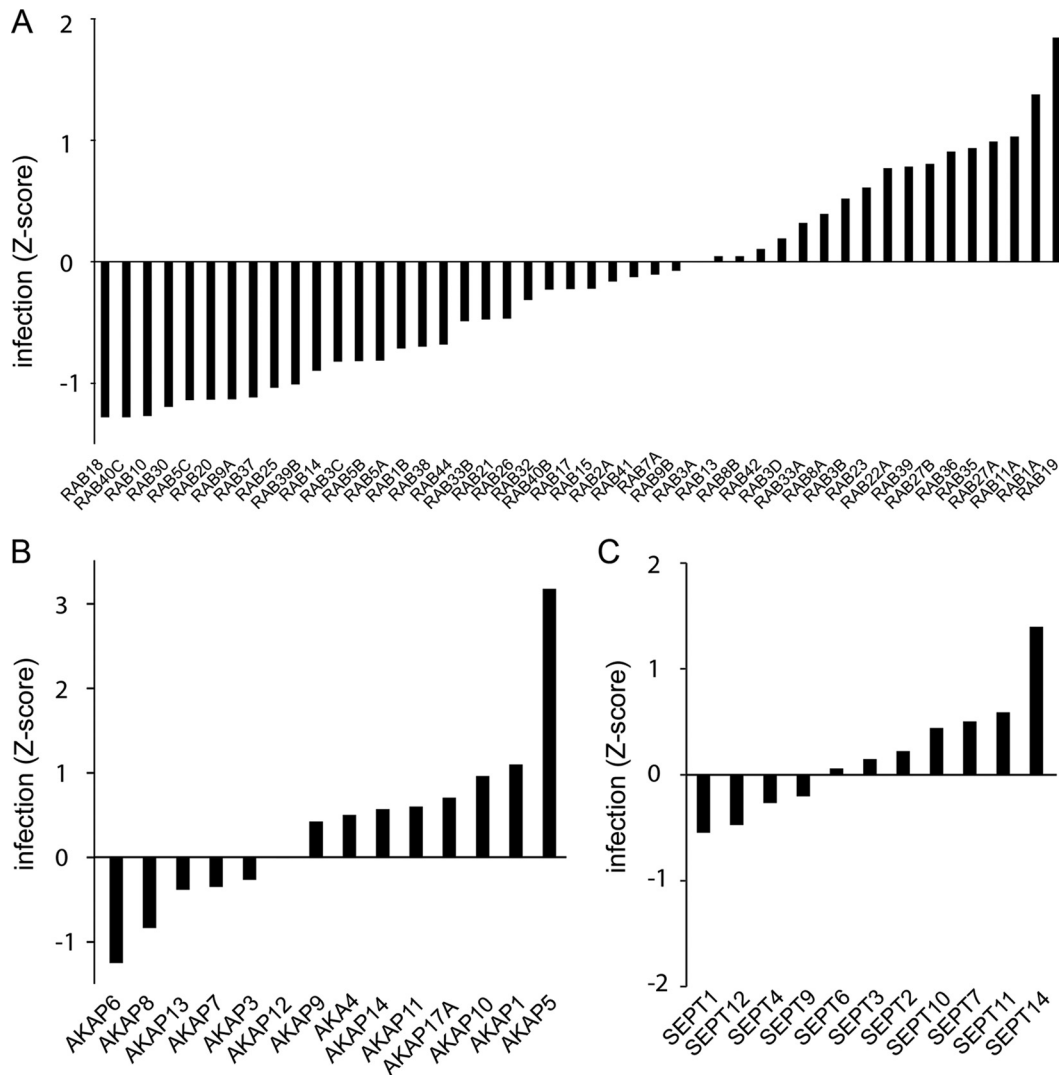 A
2
1
0
-1
infection (Z-score)
RAB18
RAB40C
RAB10
RAB30
RAB5C
RAB20
RAB9A
RAB37
RAB25
RAB39B
RAB14
RAB3C
RAB5B
RAB5A
RAB1B
RAB38
RAB44
RAB33B
RAB21
RAB26
RAB32
RAB40B
RAB17
RAB15
RAB2A
RAB41
RAB7A
RAB9B
RAB3A
RAB13
RAB8B
RAB42
RAB3D
RAB33A
RAB8A
RAB3B
RAB23
RAB22A
RAB39
RAB27B
RAB36
RAB35
RAB27A
RAB11A
RAB1A
RAB19
B
3
2
1
0
-1
infection (Z-score)
AKAP6
AKAP8
AKAP13
AKAP7
AKAP3
AKAP12
AKAP9
AKA4
AKAP14
AKAP11
AKAP17A
AKAP10
AKAP1
AKAP5
C
2
1
0
-1
-2
infection (Z-score)
SEPT1
SEPT12
SEPT4
SEPT9
SEPT6
SEPT3
SEPT2
SEPT10
SEPT7
SEPT11
SEPT14